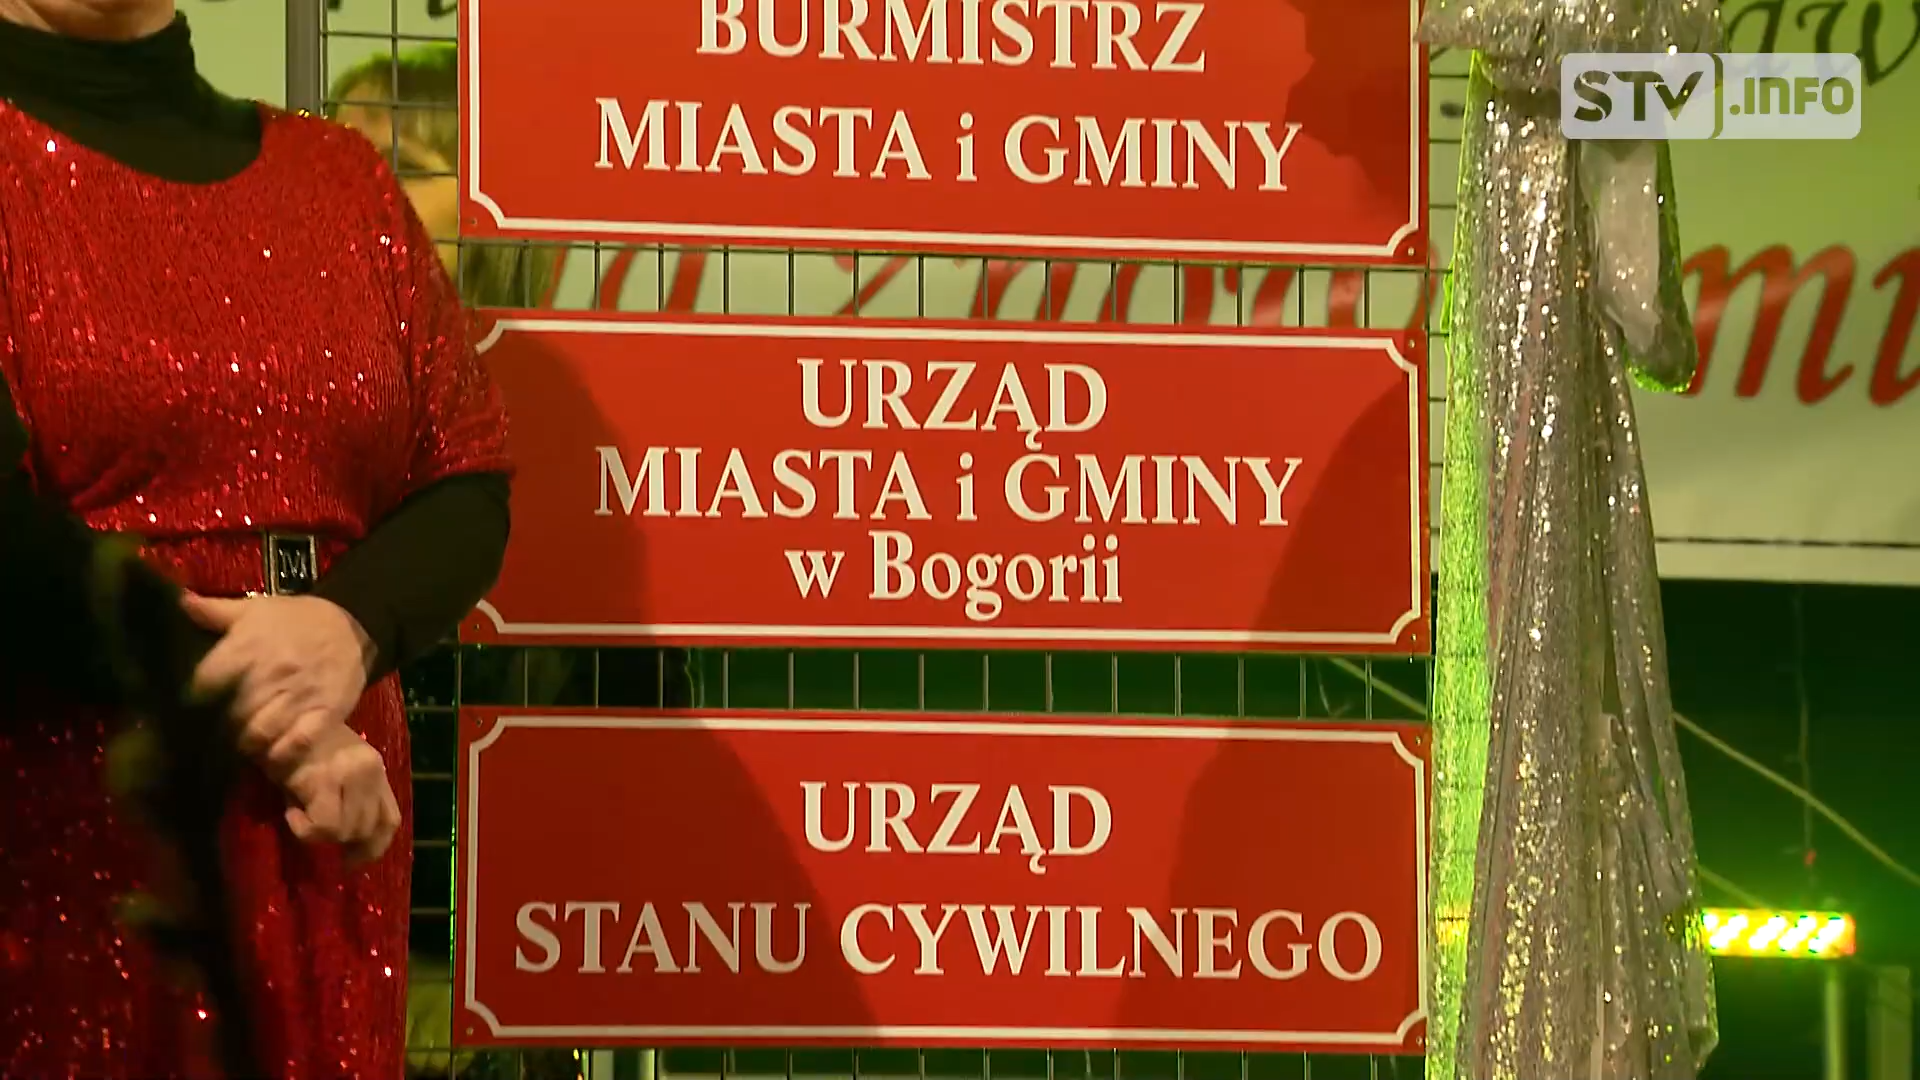 BURMISTRZ
MIASTA i GMINY
STV.INFO
URZĄD
MIASTA i GMINY
w Bogorii
URZĄD
STANU CYWILNEGO